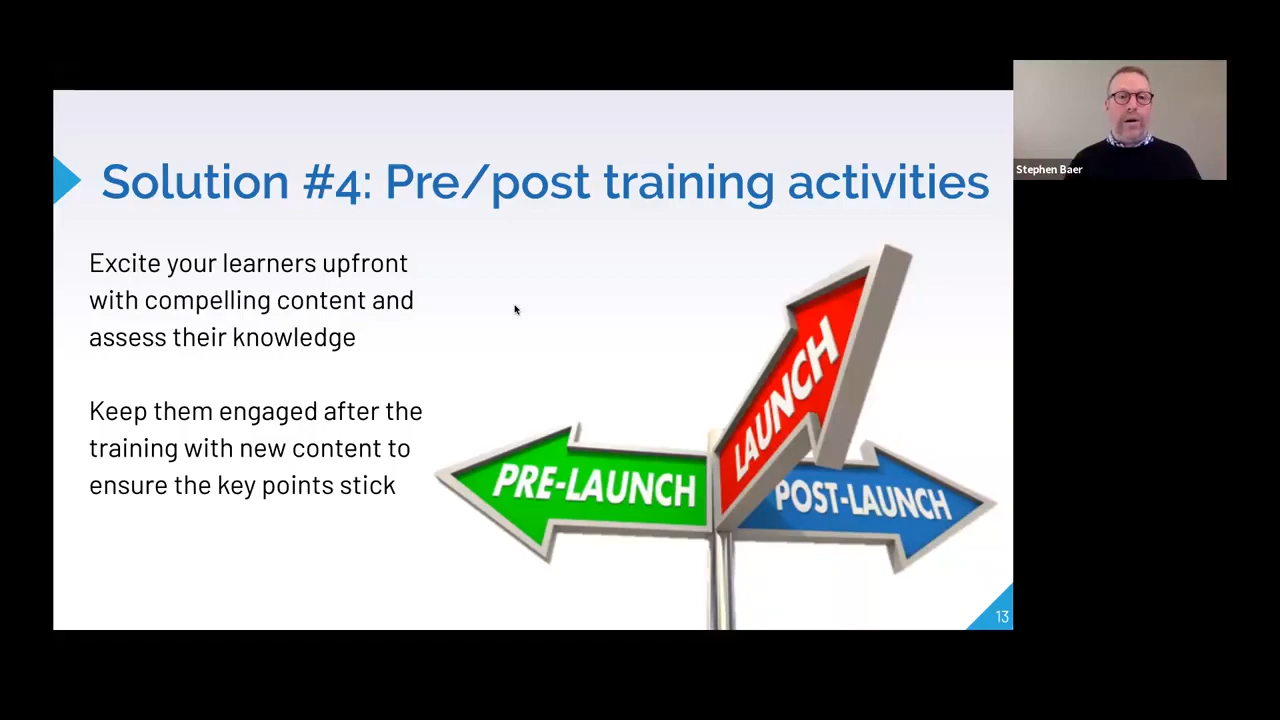 Solution #4: Pre/post training activities
Stephen Baer
Excite your learners upfront
with compelling content and
assess their knowledge
Keep them engaged after the
training with new content to
ensure the key points stick
LAUNCH
PRE-LAUNCH
POST-LAUNCH
13